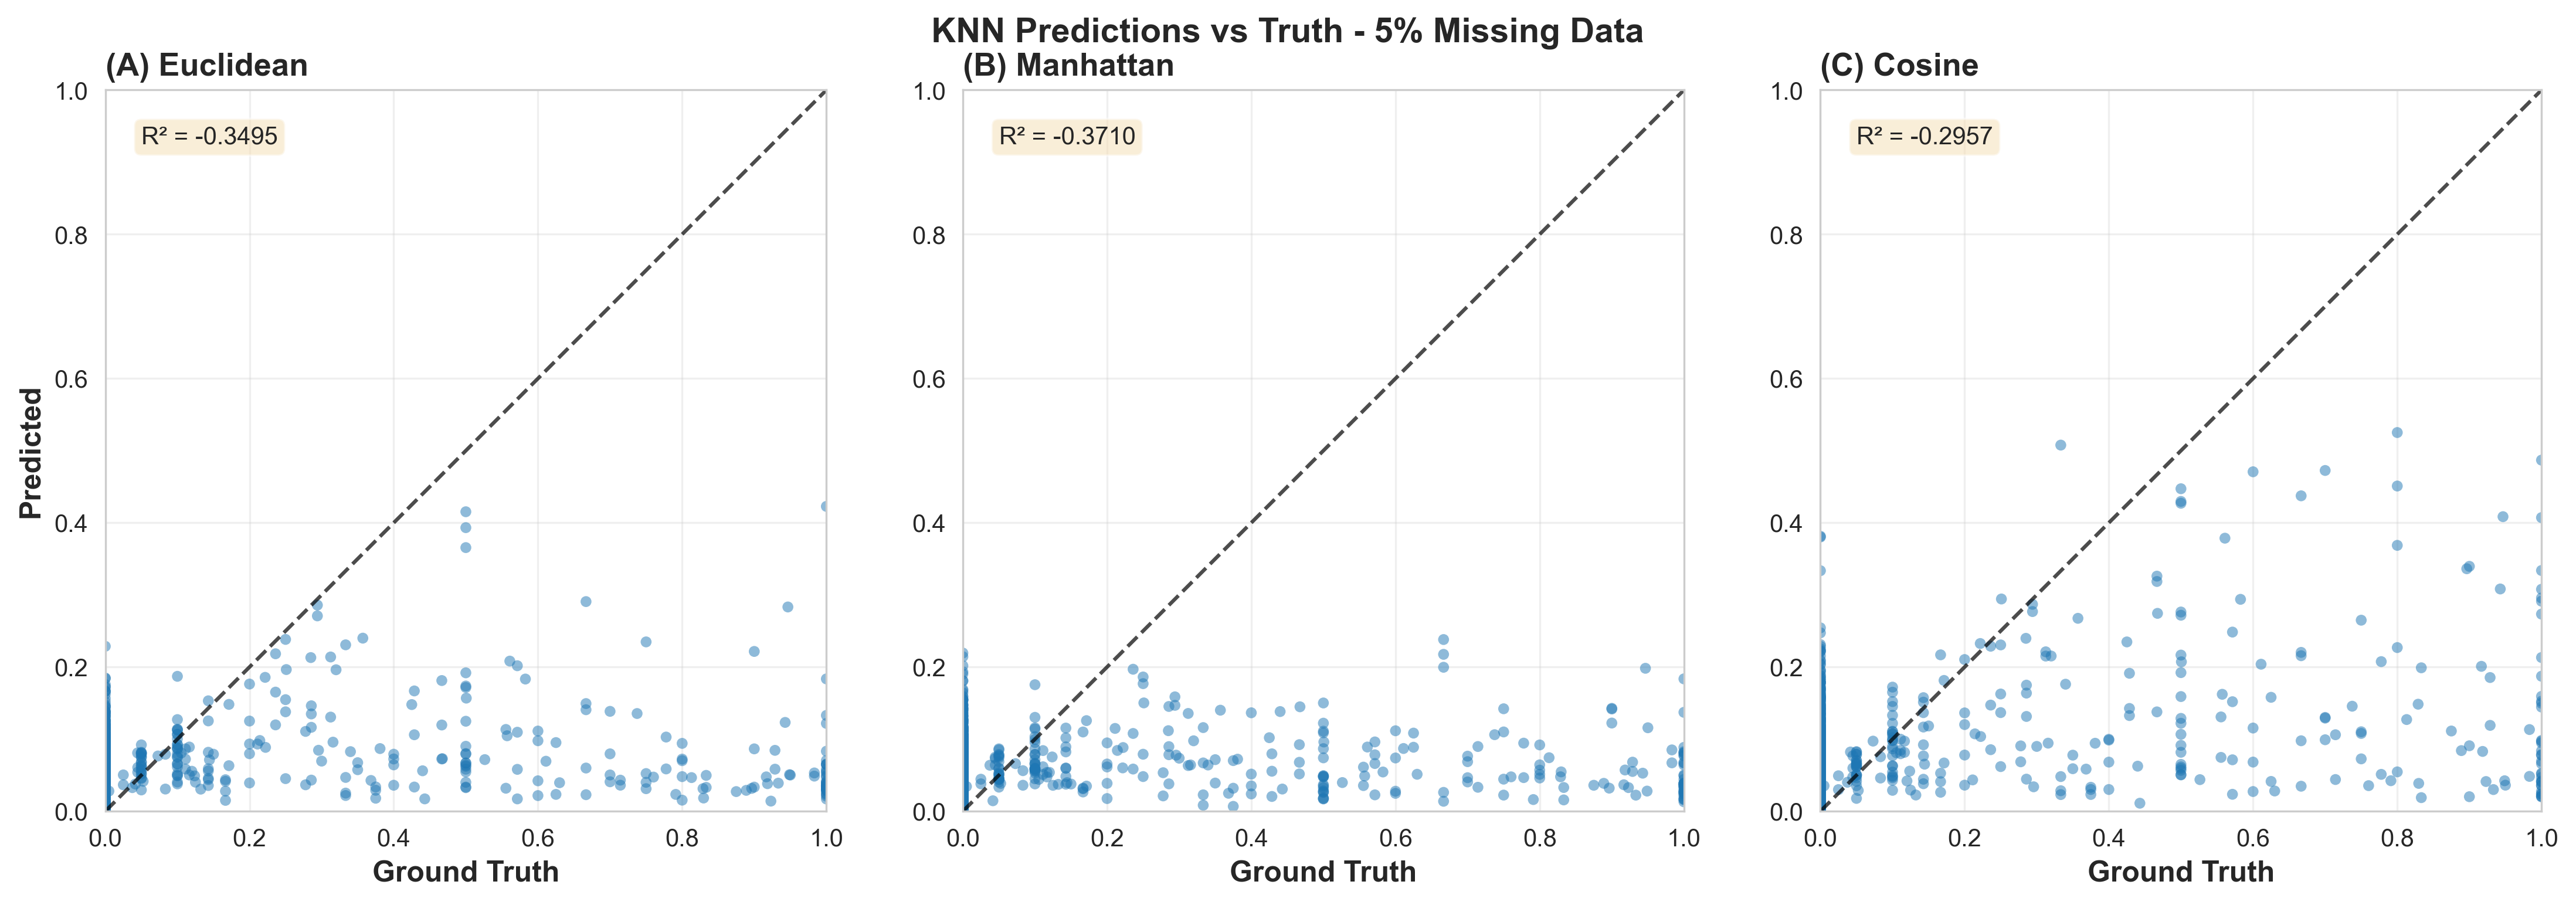 KNN Predictions vs Truth - 5% Missing Data
(A) Euclidean
R² = -0.3495
1.0
0.8
0.6
0.4
0.2
0.0
Predicted
0.0 0.2 0.4 0.6 0.8 1.0
Ground Truth
(B) Manhattan
R² = -0.3710
1.0
0.8
0.6
0.4
0.2
0.0
0.0 0.2 0.4 0.6 0.8 1.0
Ground Truth
(C) Cosine
R² = -0.2957
1.0
0.8
0.6
0.4
0.2
0.0
0.0 0.2 0.4 0.6 0.8 1.0
Ground Truth